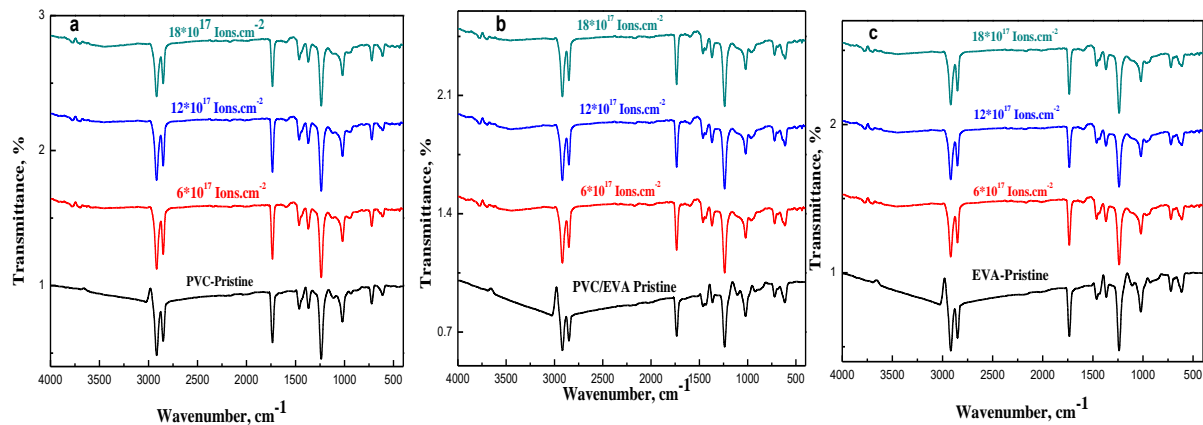 a
18*10^17 Ions.cm^-2
12*10^17 Ions.cm^-2
6*10^17 Ions.cm^-2
PVC-Pristine
3
2
1
Transmittance, %
4000 3500 3000 2500 2000 1500 1000 500
Wavenumber, cm^-1
b
18*10^17 Ions.cm^-2
12*10^17 Ions.cm^-2
6*10^17 Ions.cm^-2
PVC/EVA Pristine
2.1
1.4
0.7
Transmittance, %
4000 3500 3000 2500 2000 1500 1000 500
Wavenumber, cm^-1
c
18*10^17 Ions.cm^-2
12*10^17 Ions.cm^-2
6*10^17 Ions.cm^-2
EVA-Pristine
2
1
Transmittance, %
4000 3500 3000 2500 2000 1500 1000 500
Wavenumber, cm^-1